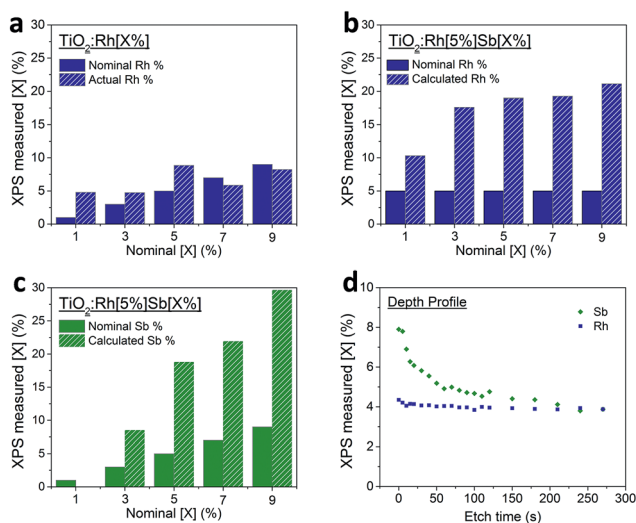 a
TiO2:Rh[X%]
Nominal Rh %
Actual Rh %
XPS measured [X] (%)
30
25
20
15
10
5
0
1 3 5 7 9
Nominal [X] (%)
b
TiO2:Rh[5%]Sb[X%]
Nominal Rh %
Calculated Rh %
XPS measured [X] (%)
30
25
20
15
10
5
0
1 3 5 7 9
Nominal [X] (%)
c
TiO2:Rh[5%]Sb[X%]
Nominal Sb %
Calculated Sb %
XPS measured [X] (%)
30
25
20
15
10
5
0
1 3 5 7 9
Nominal [X] (%)
d
Depth Profile
Sb
Rh
XPS measured [X] (%)
10
8
6
4
2
0
0 50 100 150 200 250 300
Etch time (s)